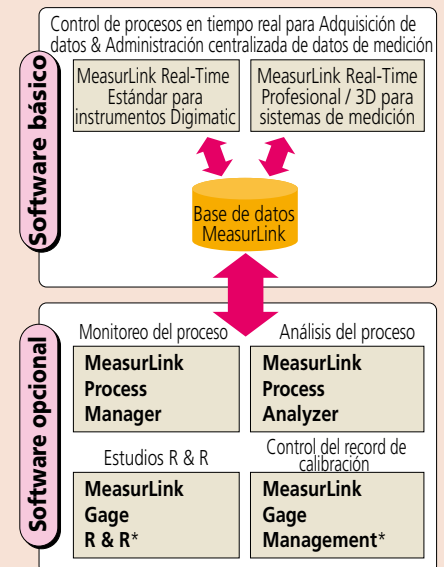 Control de procesos en tiempo real para Adquisición de
datos & Administración centralizada de datos de medición
Software básico
MeasurLink Real-Time
Estándar para
instrumentos Digimatic
MeasurLink Real-Time
Profesional / 3D para
sistemas de medición
Base de datos
MeasurLink
Software opcional
Monitoreo del proceso
MeasurLink
Process
Manager
Análisis del proceso
MeasurLink
Process
Analyzer
Estudios R & R
MeasurLink
Gage
R & R*
Control del record de
calibración
MeasurLink
Gage
Management*